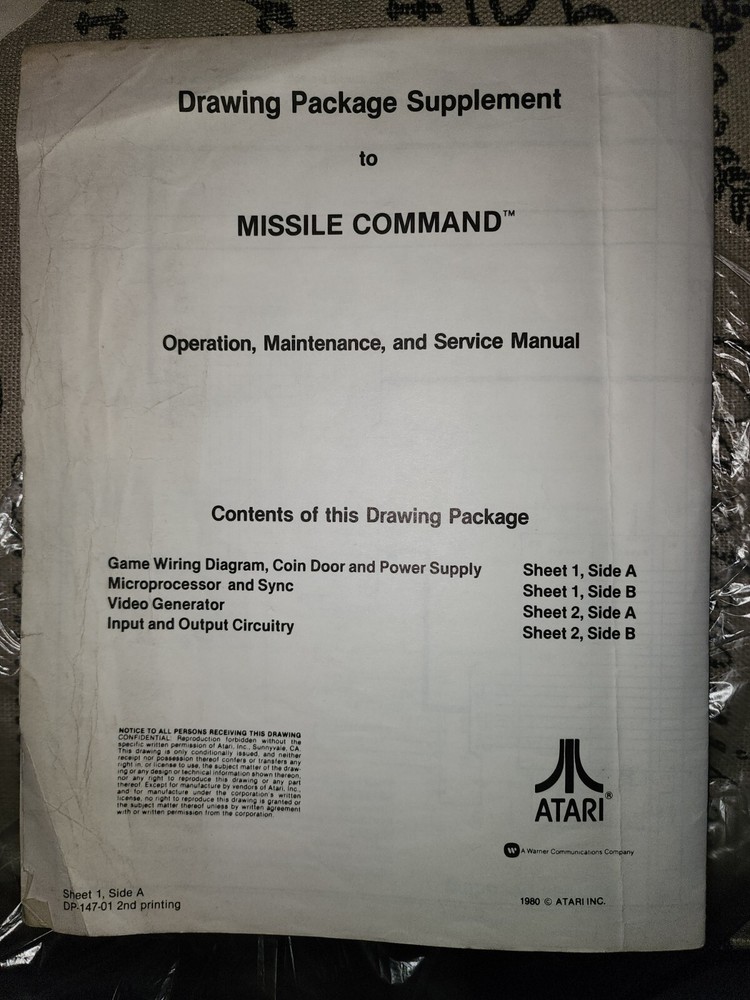 Drawing Package Supplement
to
MISSILE COMMAND™
Operation, Maintenance, and Service Manual
Contents of this Drawing Package
Game Wiring Diagram, Coin Door and Power Supply Sheet 1, Side A
Microprocessor and Sync Sheet 1, Side B
Video Generator Sheet 2, Side A
Input and Output Circuitry Sheet 2, Side B
NOTICE TO ALL PERSONS RECEIVING THIS DRAWING
CONFIDENTIAL: Reproduction forbidden without the
specific written permission of Atari, Inc., Sunnyvale, CA.
This drawing is only conditionally issued, and neither
receipt nor possession thereof confers or transfers any
right in, or license to use, the subject matter of the draw-
ing or any design or technical information shown thereon,
nor any right to reproduce this drawing or any part
thereof. Except for manufacture by vendors of Atari, Inc.,
and for manufacture under the corporation's written
license, no right to reproduce this drawing is granted or
the subject matter thereof unless by written agreement
with or written permission from the corporation.
ATARI®
A Warner Communications Company
Sheet 1, Side A
DP-147-01 2nd printing
1980 © ATARI INC.